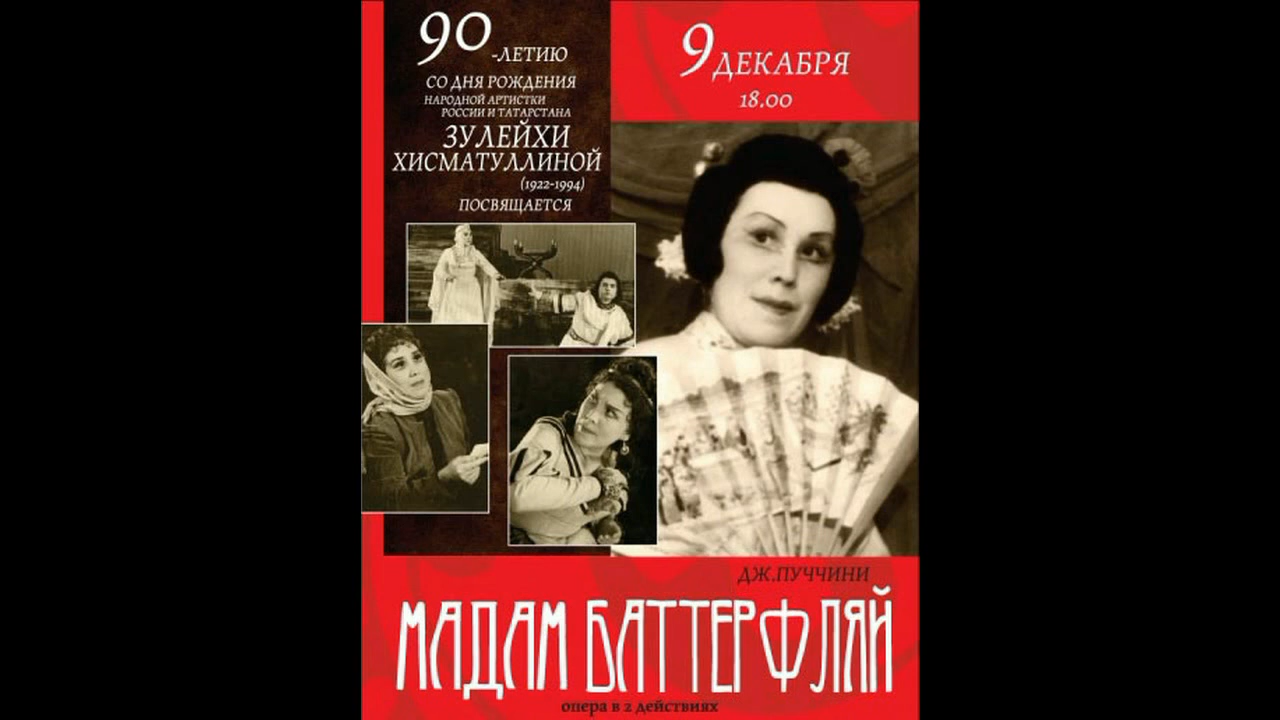 90-ЛЕТИЮ
СО ДНЯ РОЖДЕНИЯ
НАРОДНОЙ АРТИСТКИ
РОССИИ И ТАТАРСТАНА
ЗУЛЕЙХИ
ХИСМАТУЛЛИНОЙ
(1922-1994)
ПОСВЯЩАЕТСЯ
9 ДЕКАБРЯ
18.00
ДЖ.ПУЧЧИНИ
МАДАМ БАТТЕРФЛЯЙ
опера в 2 действиях